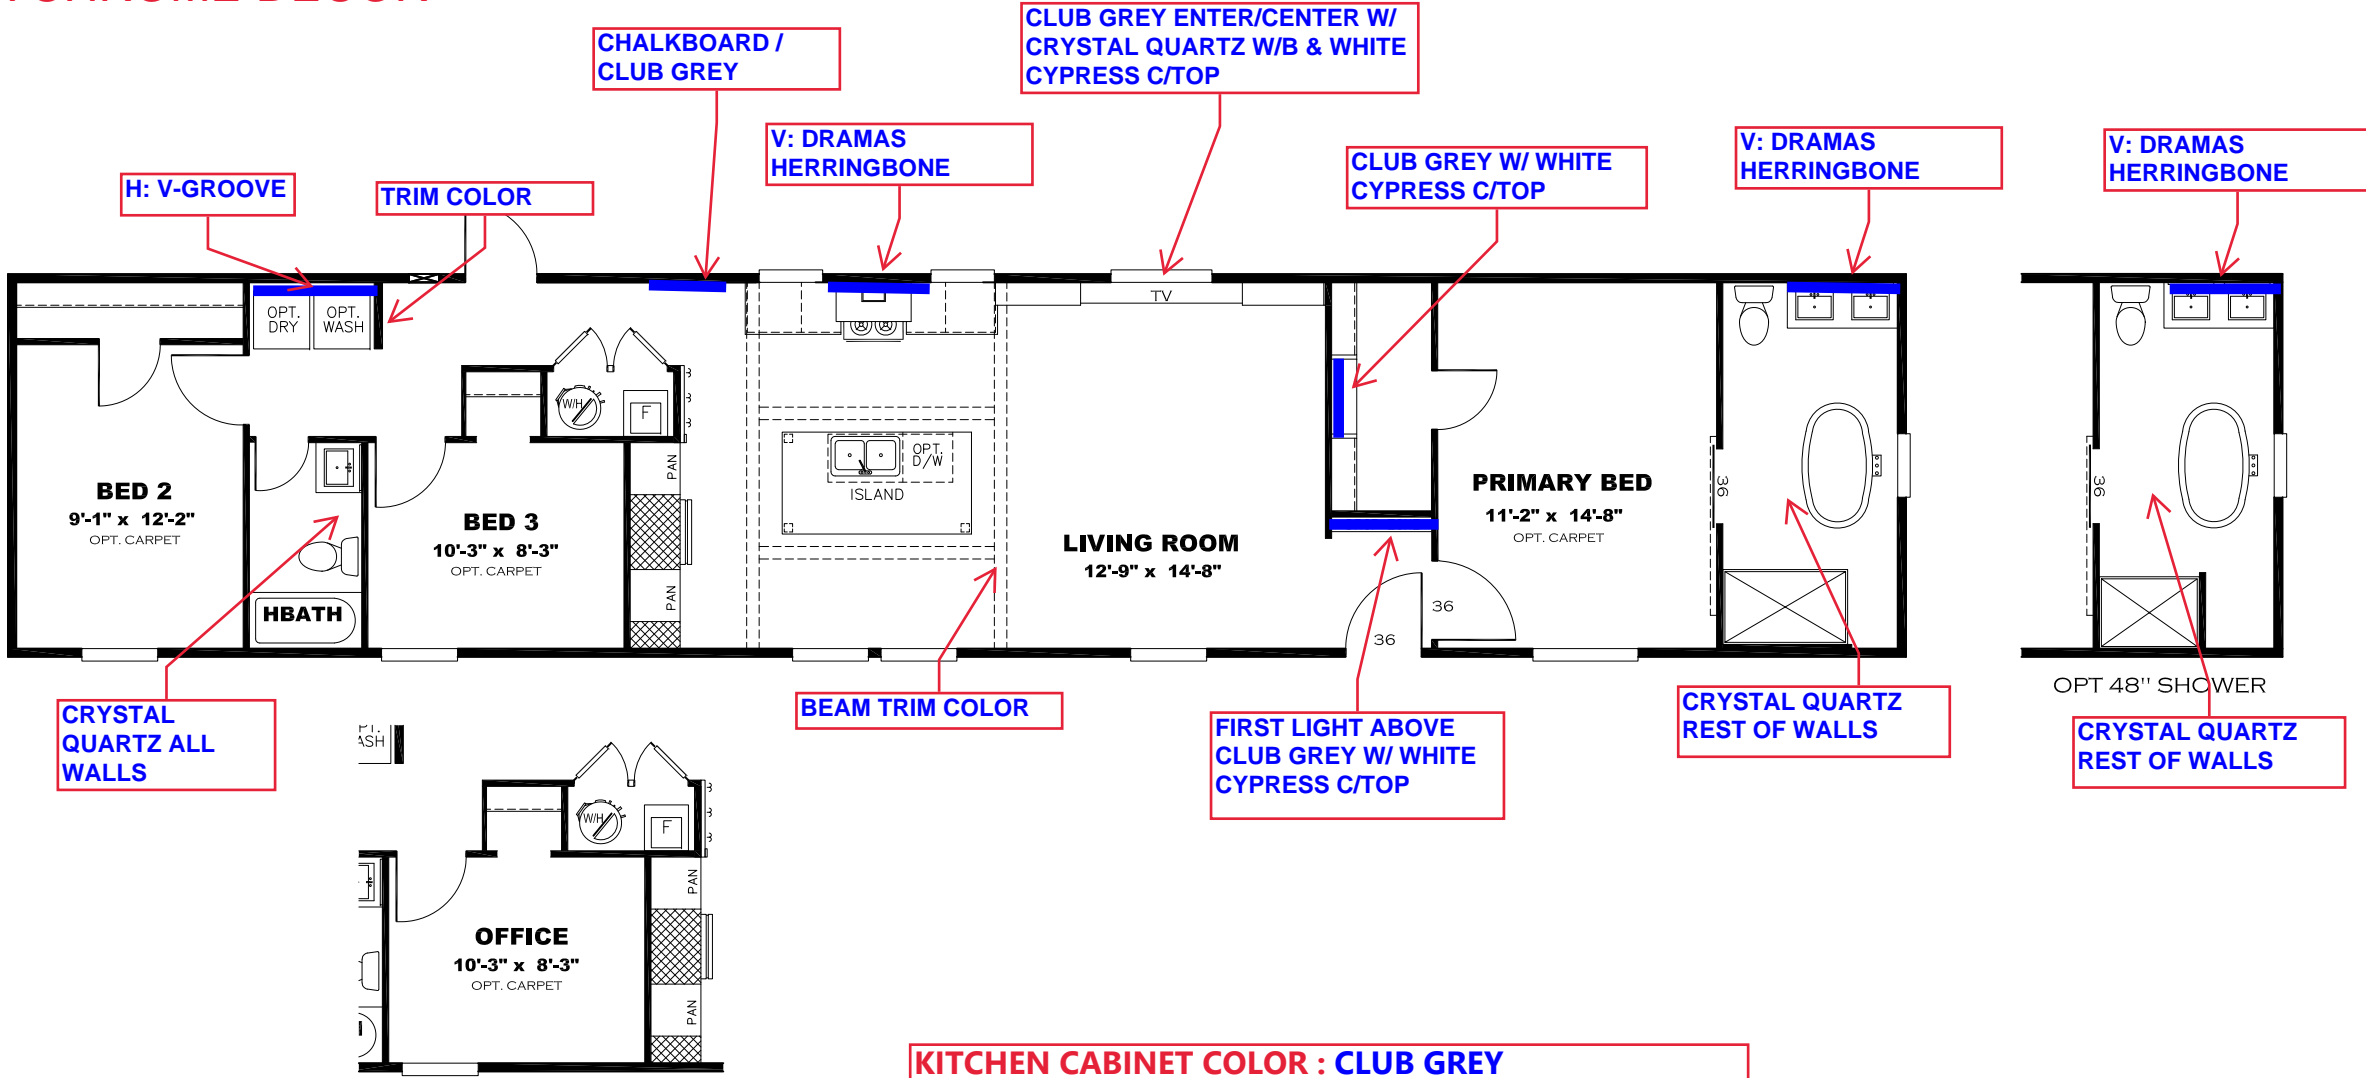 CLUB GREY ENTER/CENTER W/
CRYSTAL QUARTZ W/B & WHITE
CYPRESS C/TOP
CHALKBOARD /
CLUB GREY
V: DRAMAS
HERRINGBONE
CLUB GREY W/ WHITE
CYPRESS C/TOP
V: DRAMAS
HERRINGBONE
V: DRAMAS
HERRINGBONE
H: V-GROOVE
TRIM COLOR
OPT.
DRY
OPT.
WASH
TV
W/H
F
PAN
PAN
OPT.
D/W
ISLAND
BED 2
9'-1" x 12'-2"
OPT. CARPET
BED 3
10'-3" x 8'-3"
OPT. CARPET
HBATH
LIVING ROOM
12'-9" x 14'-8"
PRIMARY BED
11'-2" x 14'-8"
OPT. CARPET
36
36
36
36
OPT 48" SHOWER
CRYSTAL
QUARTZ ALL
WALLS
BEAM TRIM COLOR
FIRST LIGHT ABOVE
CLUB GREY W/ WHITE
CYPRESS C/TOP
CRYSTAL QUARTZ
REST OF WALLS
CRYSTAL QUARTZ
REST OF WALLS
W/H
F
PAN
PAN
OFFICE
10'-3" x 8'-3"
OPT. CARPET
KITCHEN CABINET COLOR : CLUB GREY